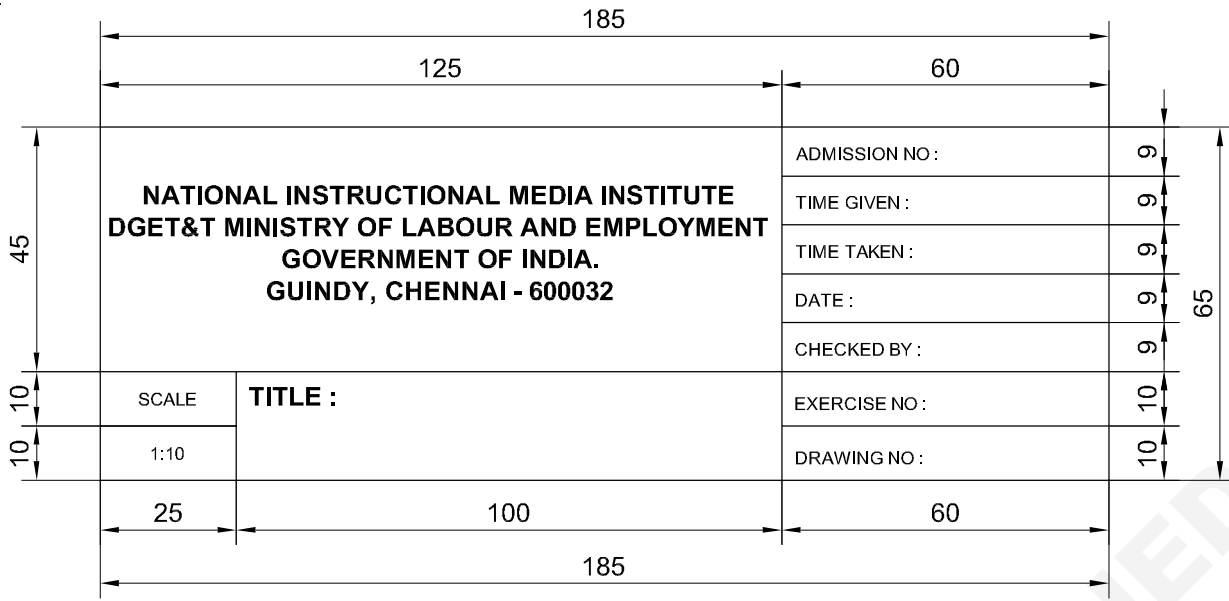 185
125 60
NATIONAL INSTRUCTIONAL MEDIA INSTITUTE
DGET&T MINISTRY OF LABOUR AND EMPLOYMENT
GOVERNMENT OF INDIA.
GUINDY, CHENNAI - 600032
ADMISSION NO :
TIME GIVEN :
TIME TAKEN :
DATE :
CHECKED BY :
EXERCISE NO :
DRAWING NO :
SCALE
1:10
TITLE :
45
10
10
9
9
9
9
9
10
10
65
25 100 60
185